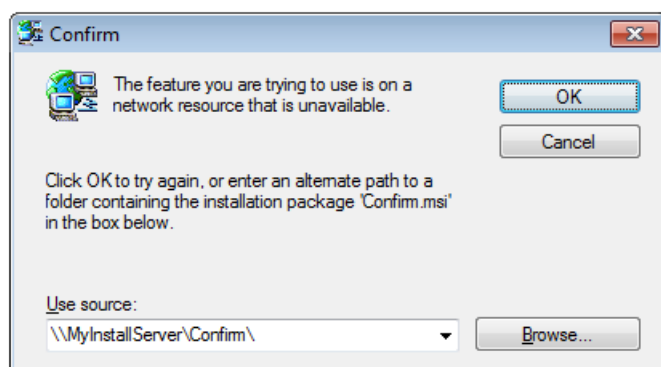 Confirm
The feature you are trying to use is on a
network resource that is unavailable.
OK
Cancel
Click OK to try again, or enter an alternate path to a
folder containing the installation package 'Confirm.msi'
in the box below.
Use source:
\\MyInstallServer\Confirm\
Browse...